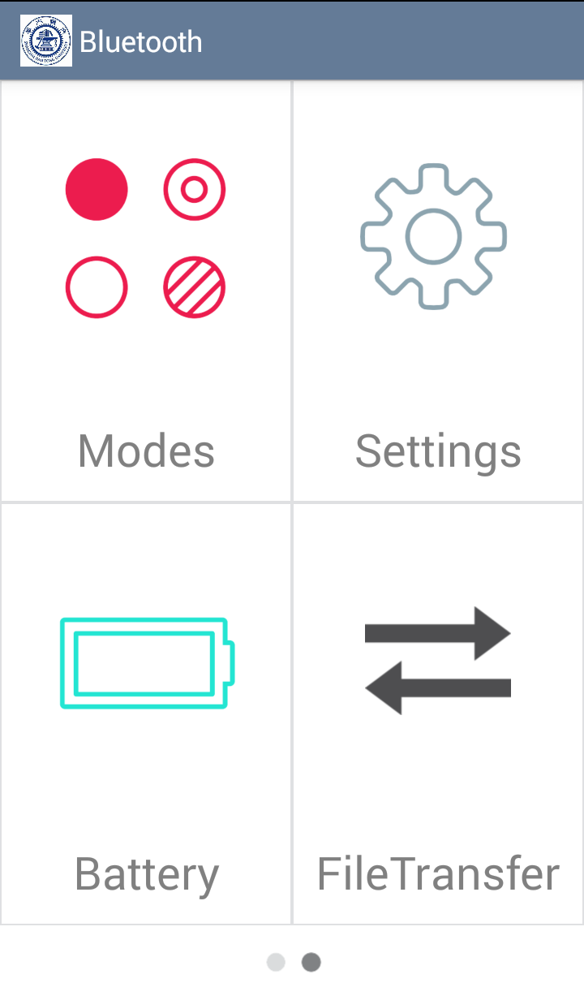 Bluetooth
Modes
Settings
Battery
FileTransfer